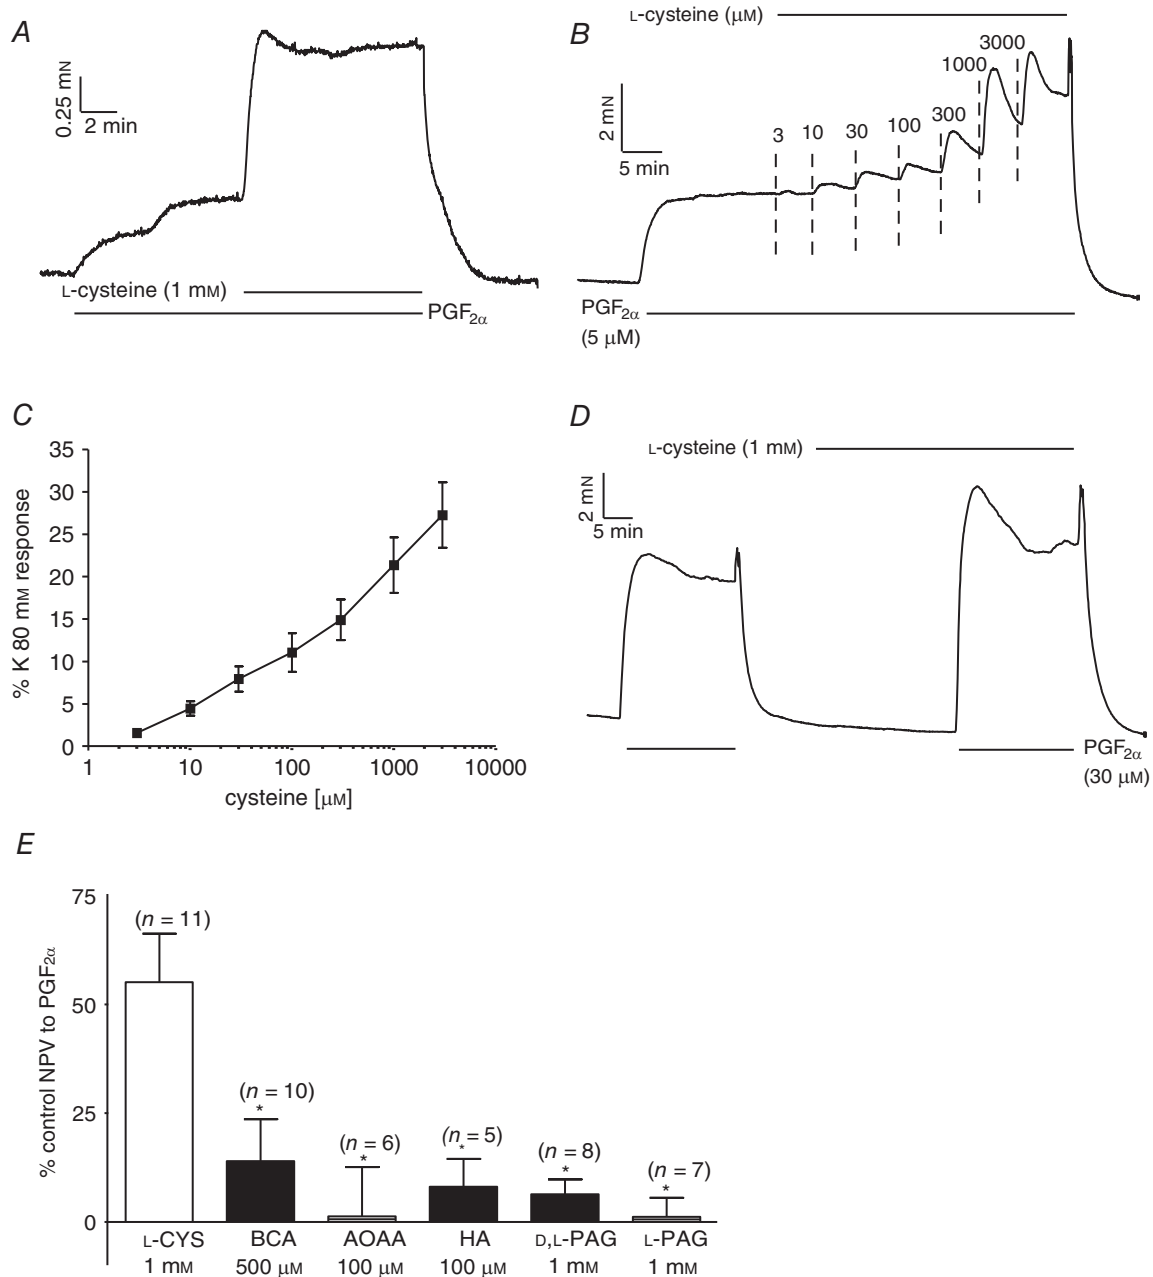 A
0.25 mN
2 min
L-cysteine (1 mM)
PGF2α
B
L-cysteine (μM)
2 mN
5 min
3
10
30
100
300
1000
3000
PGF2α
(5 μM)
C
% K 80 mM response
35
30
25
20
15
10
5
0
1
10
100
1000
10000
cysteine [μM]
D
L-cysteine (1 mM)
2 mN
5 min
PGF2α
(30 μM)
E
% control NPV to PGF2α
75
50
25
0
(n = 11)
(n = 10)
*
(n = 6)
*
(n = 5)
*
(n = 8)
*
(n = 7)
*
L-CYS BCA AOAA HA D,L-PAG L-PAG
1 mM 500 μM 100 μM 100 μM 1 mM 1 mM